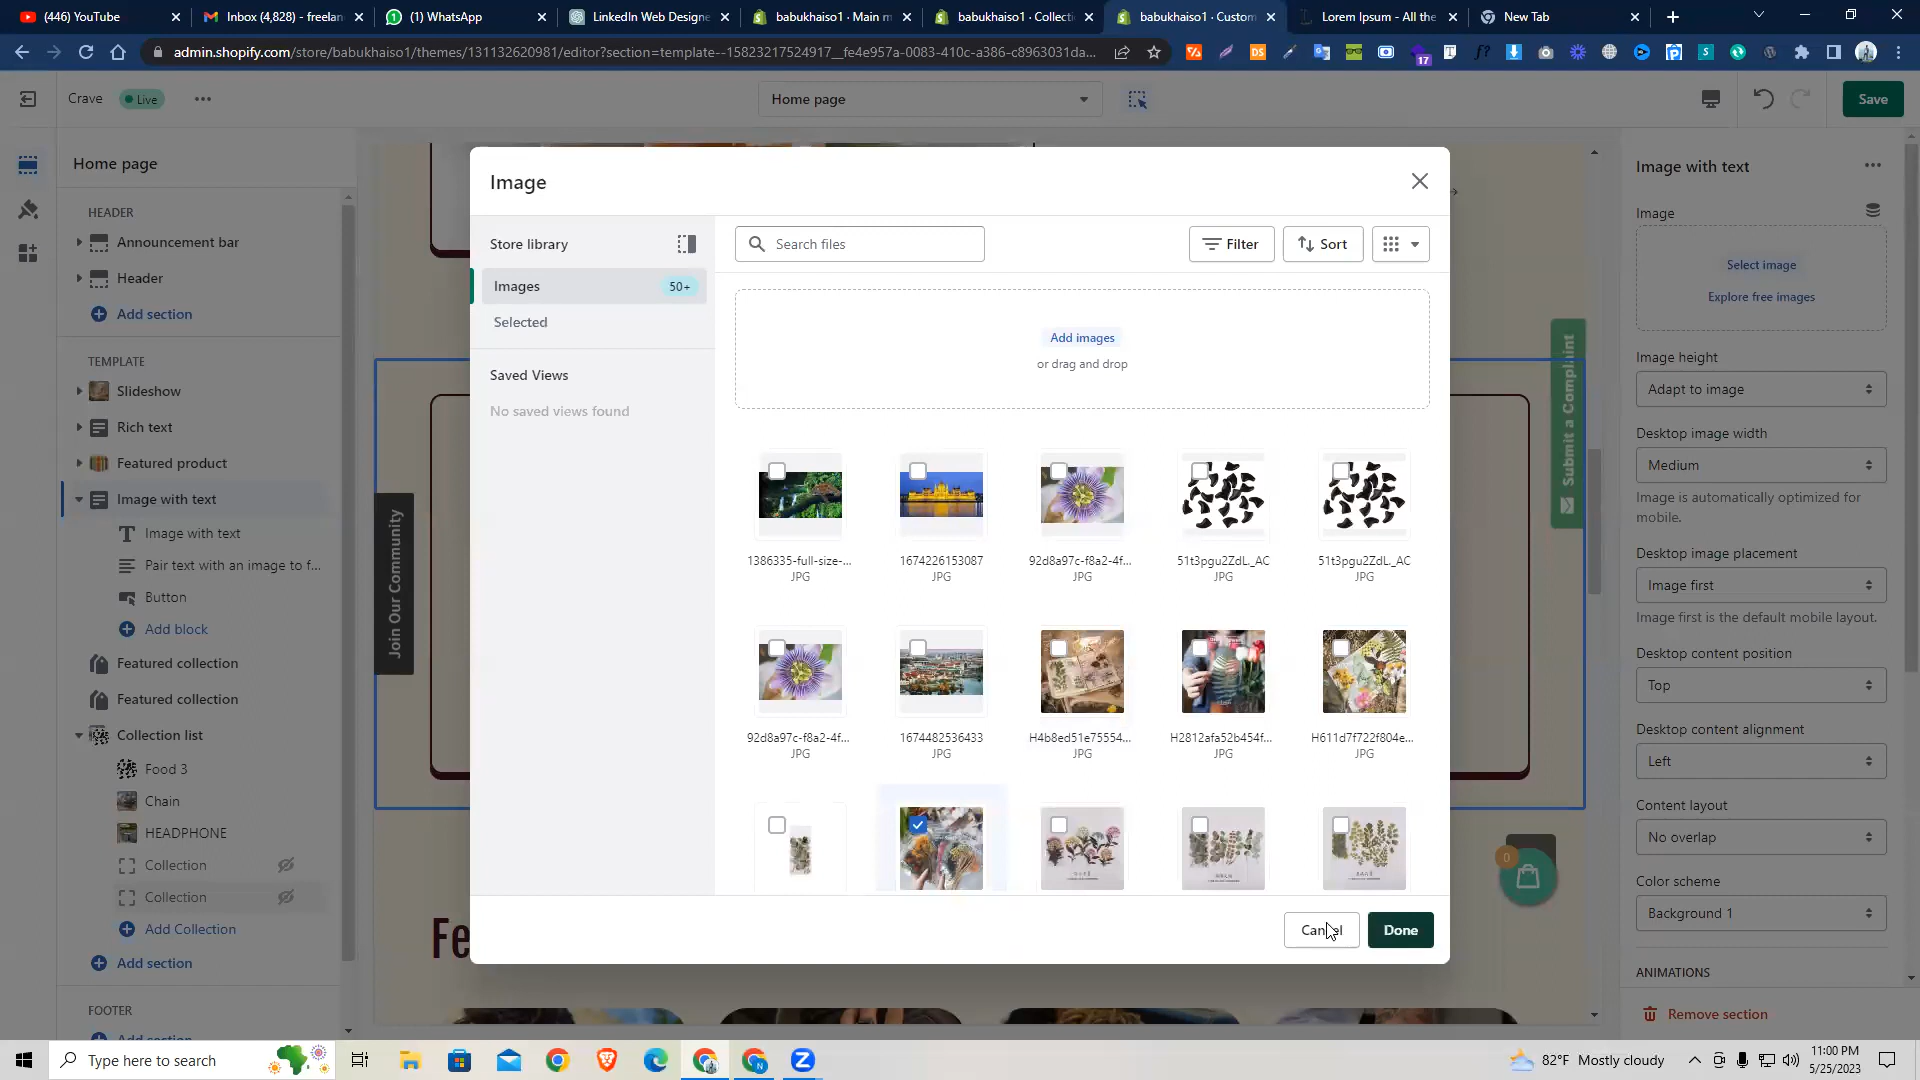 (446) YouTube
Inbox (4,828) - freelan
(1) WhatsApp
LinkedIn Web Designe
babukhaiso1 · Main m
babukhaiso1 · Collecti
babukhaiso1 · Custom
Lorem Ipsum - All the
New Tab
admin.shopify.com/store/babukhaiso1/themes/131132620981/editor?section=template--15823217524917__fe4e957a-0083-410c-a386-c8963031da...
17
Crave
Live
Home page
Save
Home page
HEADER
Announcement bar
Header
Add section
TEMPLATE
Slideshow
Rich text
Featured product
Image with text
Image with text
Pair text with an image to f...
Button
Add block
Featured collection
Featured collection
Collection list
Food 3
Chain
HEADPHONE
Collection
Collection
Add Collection
Add section
FOOTER
Add section
Join Our Community
Submit a Complaint
Fe
0
Image
Store library
Images
50+
Selected
Saved Views
No saved views found
Search files
Filter
Sort
Add images
or drag and drop
1386335-full-size-...
JPG
1674226153087
JPG
92d8a97c-f8a2-4f...
JPG
51t3pgu2ZdL._AC
JPG
51t3pgu2ZdL._AC
JPG
92d8a97c-f8a2-4f...
JPG
1674482536433
JPG
H4b8ed51e75554...
JPG
H2812afa52b454f...
JPG
H611d7f722f804e...
JPG
Cancel
Done
Image with text
Image
Select image
Explore free images
Image height
Adapt to image
Desktop image width
Medium
Image is automatically optimized for
mobile.
Desktop image placement
Image first
Image first is the default mobile layout.
Desktop content position
Top
Desktop content alignment
Left
Content layout
No overlap
Color scheme
Background 1
ANIMATIONS
Remove section
Type here to search
82°F Mostly cloudy
11:00 PM
5/25/2023